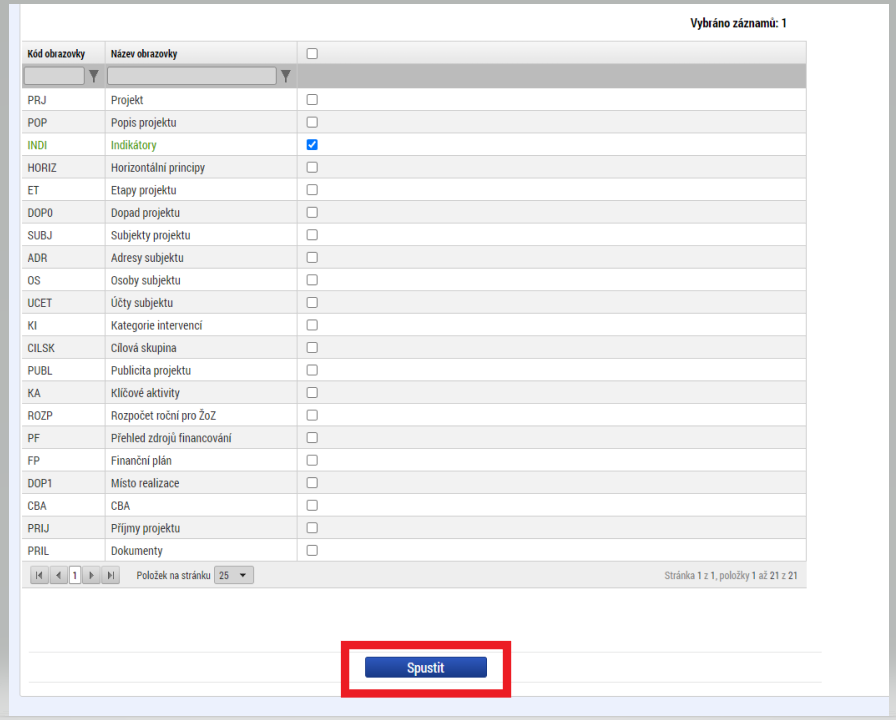 Vybráno záznamů: 1
Kód obrazovky Název obrazovky
PRJ Projekt
POP Popis projektu
INDI Indikátory
HORIZ Horizontální principy
ET Etapy projektu
DOP0 Dopad projektu
SUBJ Subjekty projektu
ADR Adresy subjektu
OS Osoby subjektu
UCET Účty subjektu
KI Kategorie intervencí
CILSK Cílová skupina
PUBL Publicita projektu
KA Klíčové aktivity
ROZP Rozpočet roční pro ŽoZ
PF Přehled zdrojů financování
FP Finanční plán
DOP1 Místo realizace
CBA CBA
PRIJ Příjmy projektu
PRIL Dokumenty
1 Položek na stránku 25 Stránka 1 z 1, položky 1 až 21 z 21
Spustit